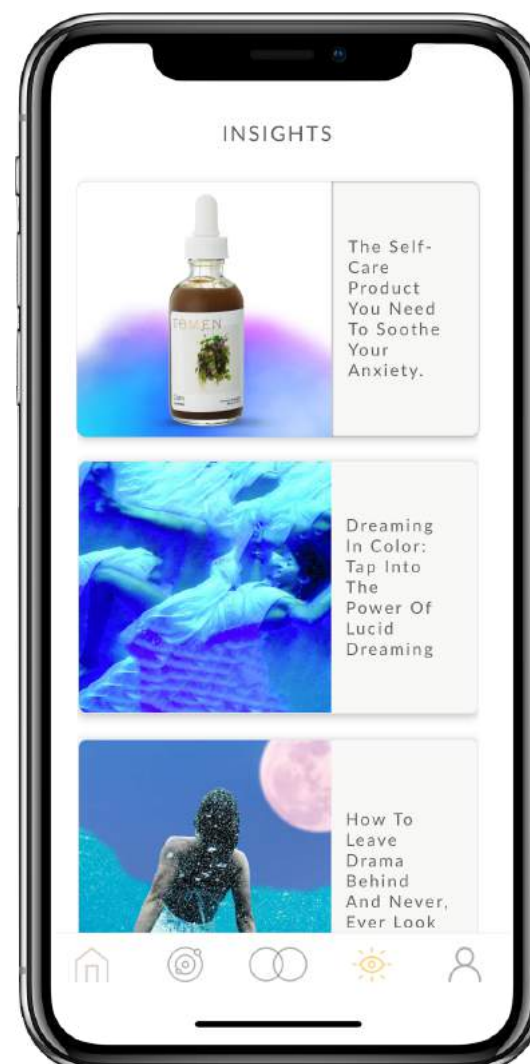 INSIGHTS
The Self-
Care
Product
You Need
To Soothe
Your
Anxiety.
Dreaming
In Color:
Tap Into
The
Power Of
Lucid
Dreaming
How To
Leave
Drama
Behind
And Never,
Ever Look